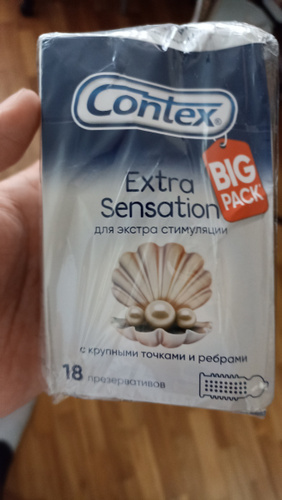 Contex®
BIG
PACK
Extra
Sensation
для экстра стимуляции
с крупными точками и ребрами
18 презервативов